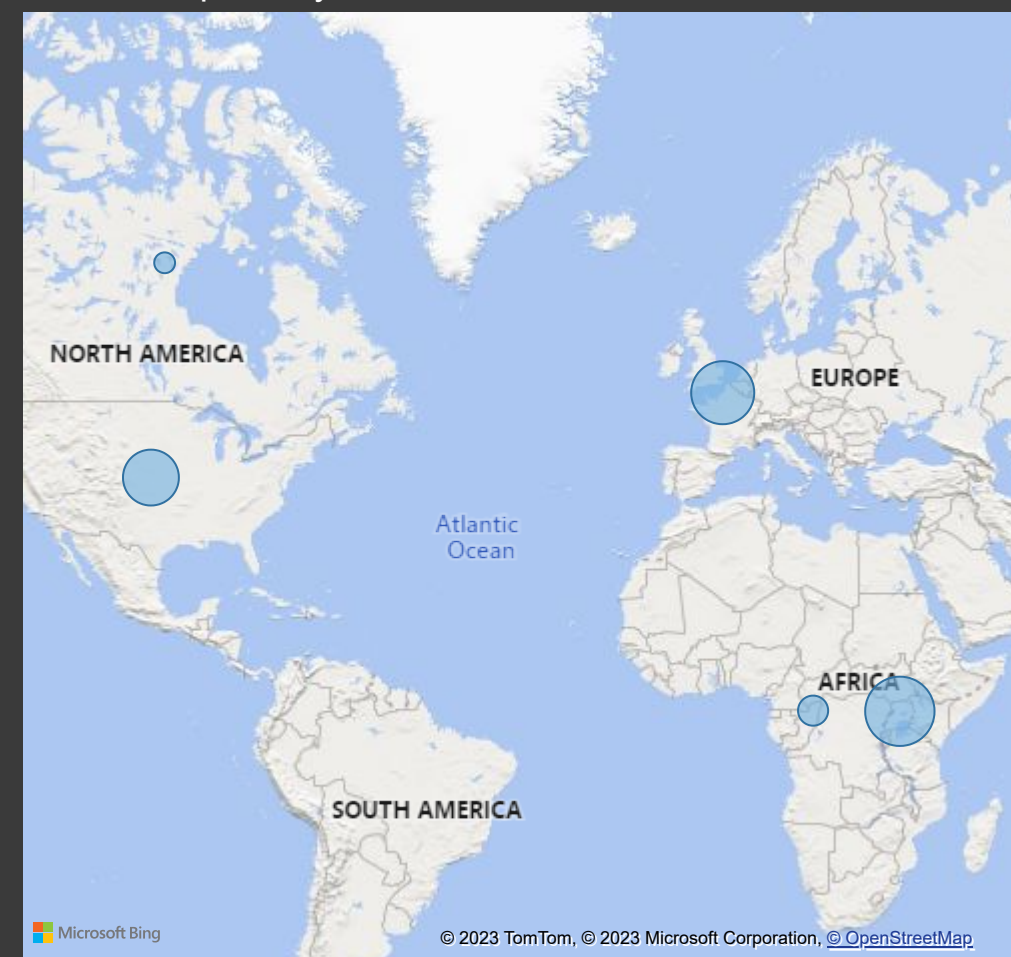 NORTH AMERICA
EUROPE
Atlantic
Ocean
AFRICA
SOUTH AMERICA
Microsoft Bing
© 2023 TomTom, © 2023 Microsoft Corporation, © OpenStreetMap